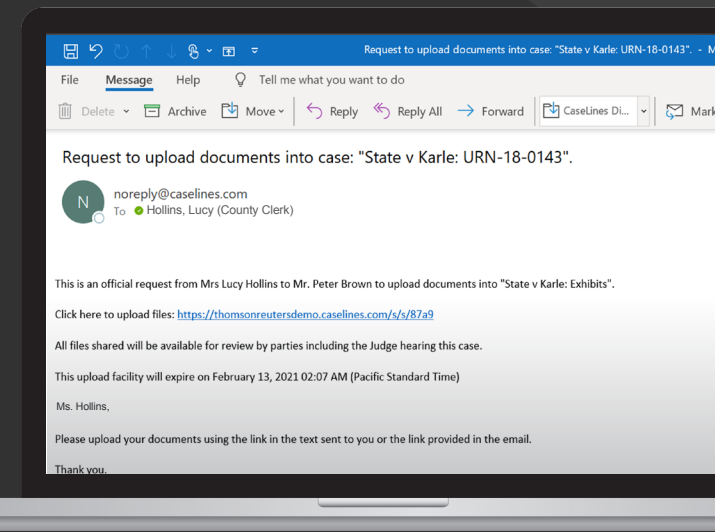 Request to upload documents into case: "State v Karle: URN-18-0143". - M
File Message Help Tell me what you want to do
Delete Archive Move Reply Reply All Forward CaseLines Di... Mark
Request to upload documents into case: "State v Karle: URN-18-0143".
N
noreply@caselines.com
To Hollins, Lucy (County Clerk)
This is an official request from Mrs Lucy Hollins to Mr. Peter Brown to upload documents into "State v Karle: Exhibits".
Click here to upload files: https://thomsonreutersdemo.caselines.com/s/s/87a9
All files shared will be available for review by parties including the Judge hearing this case.
This upload facility will expire on February 13, 2021 02:07 AM (Pacific Standard Time)
Ms. Hollins,
Please upload your documents using the link in the text sent to you or the link provided in the email.
Thank you.